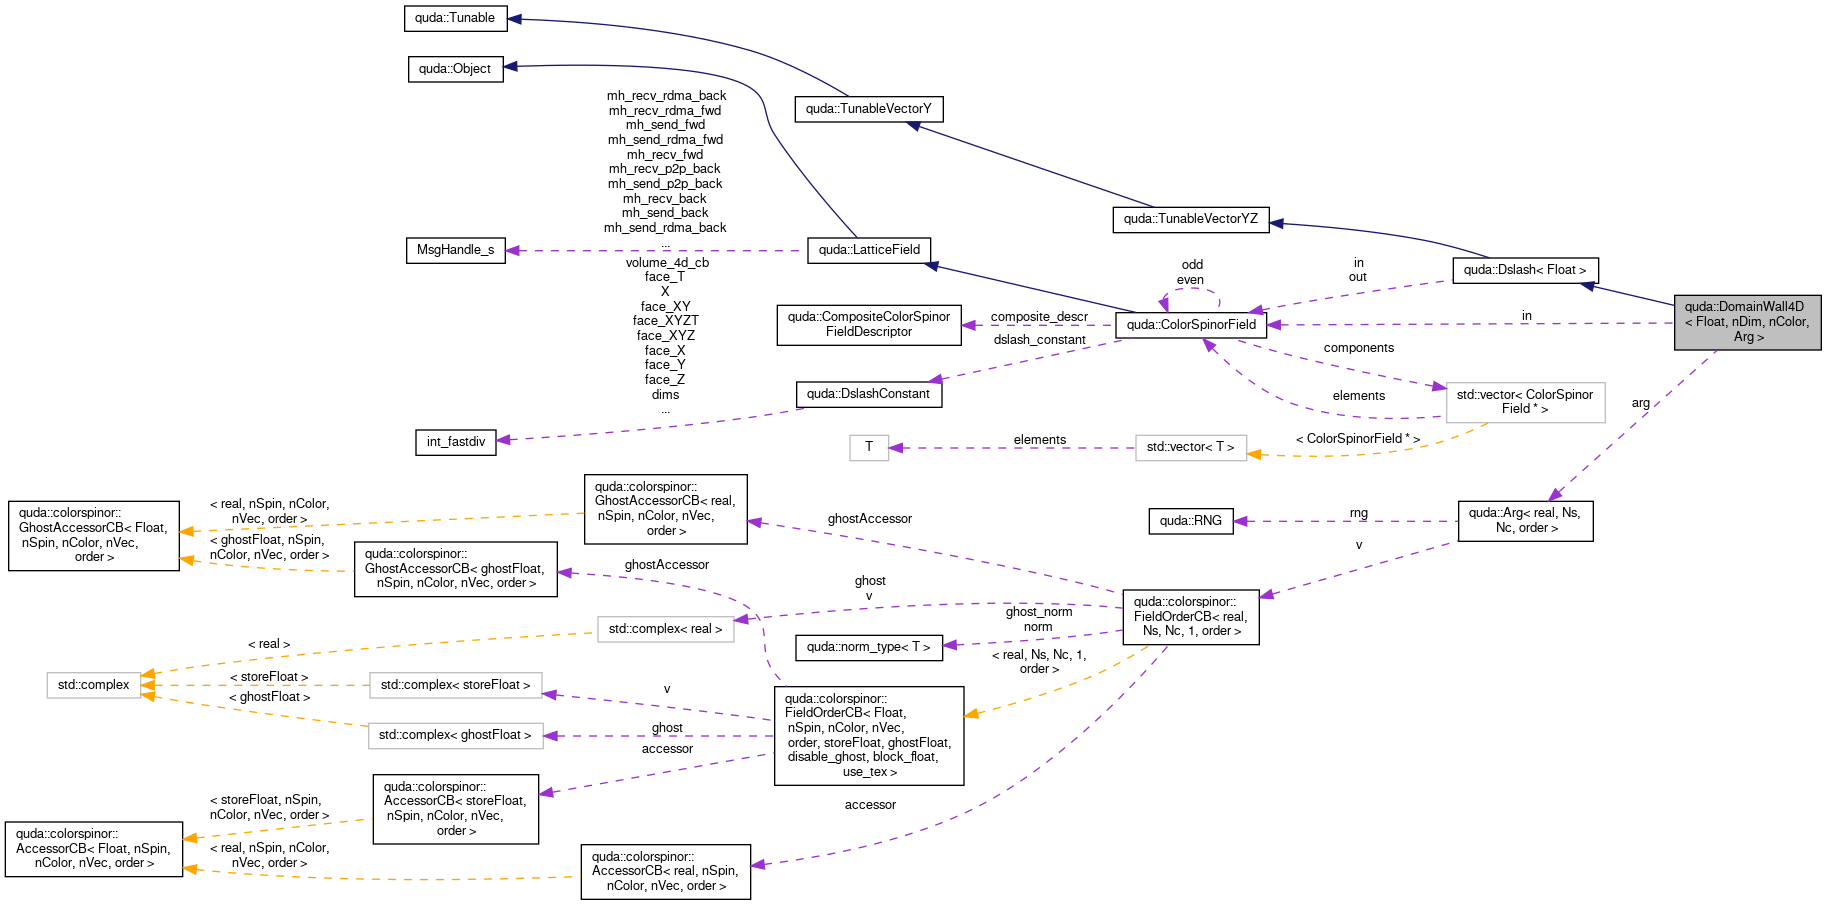 quda::Tunable
quda::Object
mh_recv_rdma_back
mh_recv_rdma_fwd
mh_send_fwd
mh_send_rdma_fwd
mh_recv_fwd
mh_recv_p2p_back
mh_send_p2p_back
mh_recv_back
mh_send_back
mh_send_rdma_back
...
quda::TunableVectorY
quda::TunableVectorYZ
MsgHandle_s
quda::LatticeField
quda::Dslash< Float >
in
out
odd
even
quda::DomainWall4D
< Float, nDim, nColor,
Arg >
in
volume_4d_cb
face_T
X
face_XY
face_XYZT
face_XYZ
face_X
face_Y
face_Z
dims
...
quda::CompositeColorSpinor
FieldDescriptor
composite_descr
quda::ColorSpinorField
dslash_constant
components
quda::DslashConstant
elements
std::vector< ColorSpinor
Field * >
arg
int_fastdiv
T
elements
std::vector< T >
< ColorSpinorField * >
quda::colorspinor::
GhostAccessorCB< Float,
nSpin, nColor, nVec,
order >
< real, nSpin, nColor,
nVec, order >
< ghostFloat, nSpin,
nColor, nVec, order >
quda::colorspinor::
GhostAccessorCB< real,
nSpin, nColor, nVec,
order >
ghostAccessor
quda::RNG
rng
quda::Arg< real, Ns,
Nc, order >
v
quda::colorspinor::
GhostAccessorCB< ghostFloat,
nSpin, nColor, nVec, order >
ghostAccessor
ghost
v
quda::colorspinor::
FieldOrderCB< real,
Ns, Nc, 1, order >
std::complex< real >
ghost_norm
norm
quda::norm_type< T >
< real >
< real, Ns, Nc, 1,
order >
std::complex
< storeFloat >
std::complex< storeFloat >
v
< ghostFloat >
std::complex< ghostFloat >
ghost
quda::colorspinor::
FieldOrderCB< Float,
nSpin, nColor, nVec,
order, storeFloat, ghostFloat,
disable_ghost, block_float,
use_tex >
accessor
quda::colorspinor::
AccessorCB< storeFloat,
nSpin, nColor, nVec,
order >
accessor
< storeFloat, nSpin,
nColor, nVec, order >
quda::colorspinor::
AccessorCB< Float, nSpin,
nColor, nVec, order >
< real, nSpin, nColor,
nVec, order >
quda::colorspinor::
AccessorCB< real, nSpin,
nColor, nVec, order >